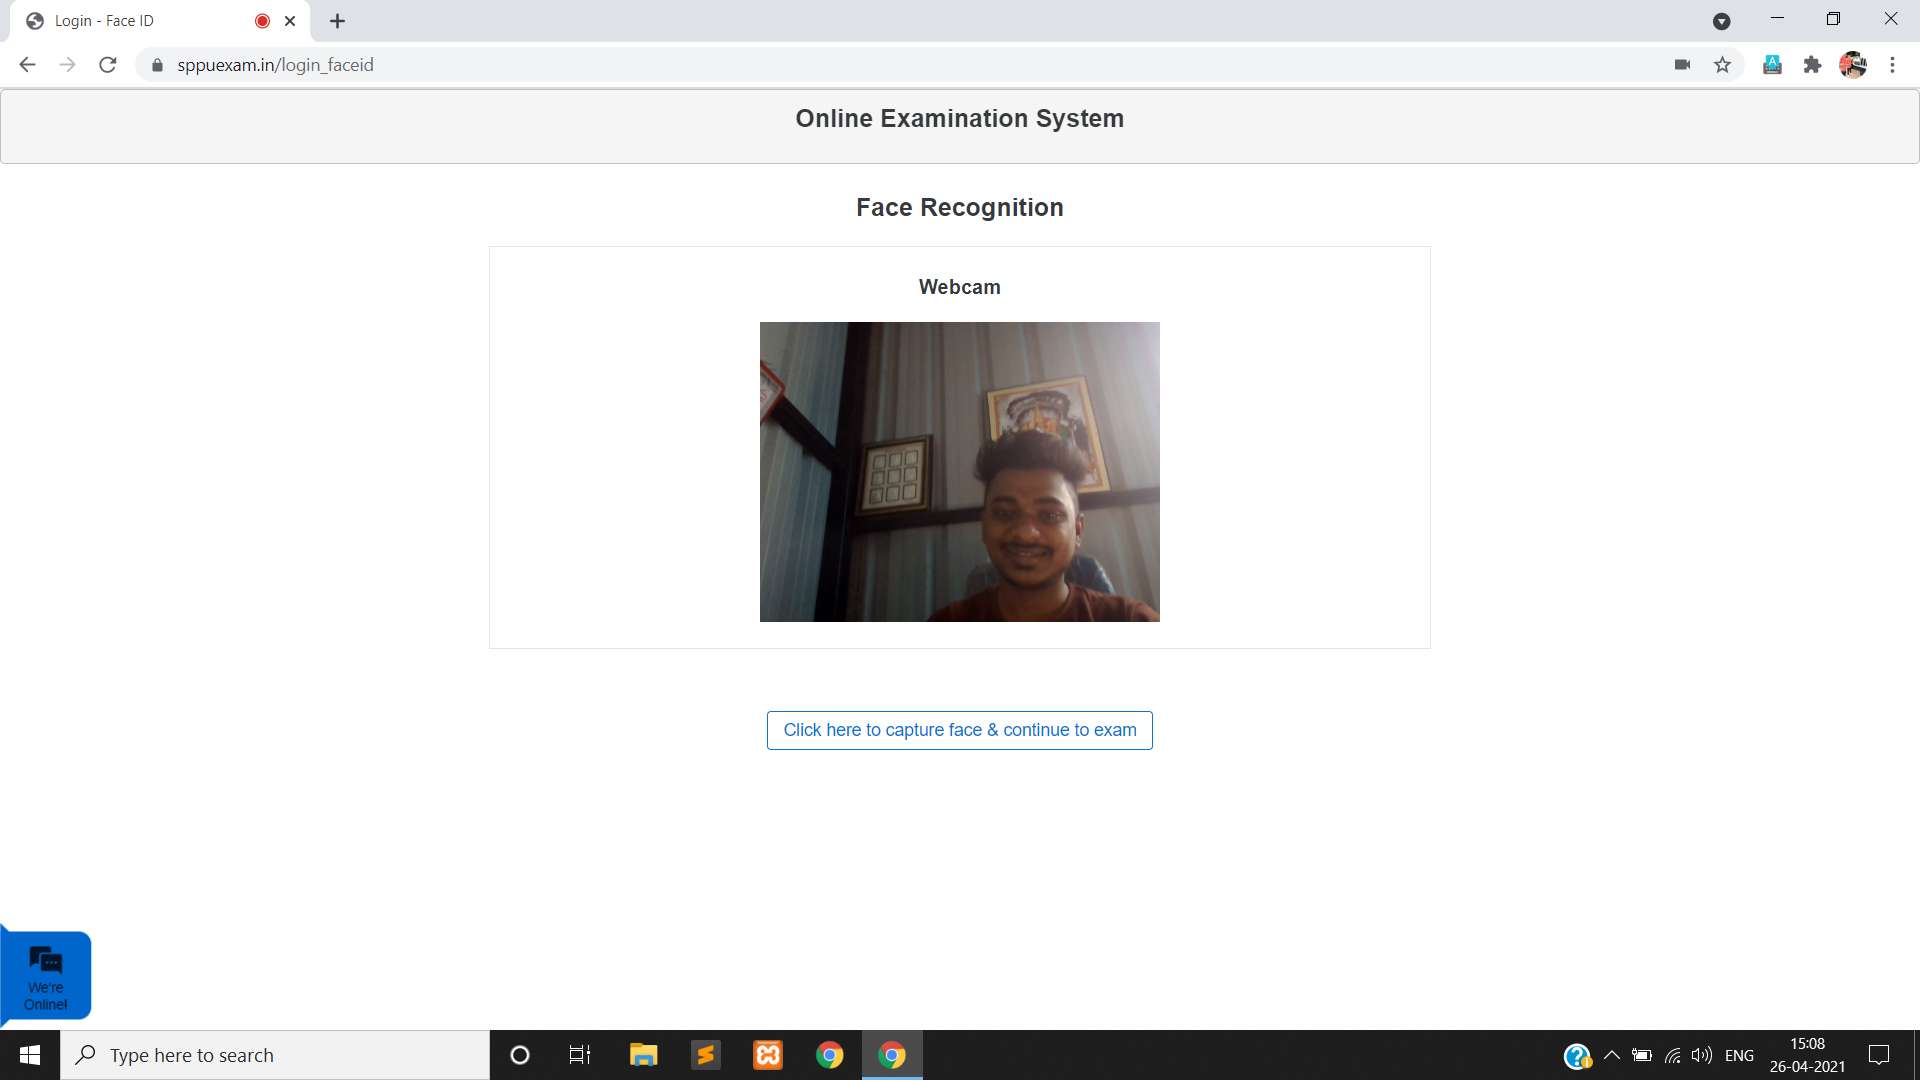 Login - Face ID
sppuexam.in/login_faceid
Online Examination System
Face Recognition
Webcam
Click here to capture face & continue to exam
We're
Online!
Type here to search
ENG
15:08
26-04-2021